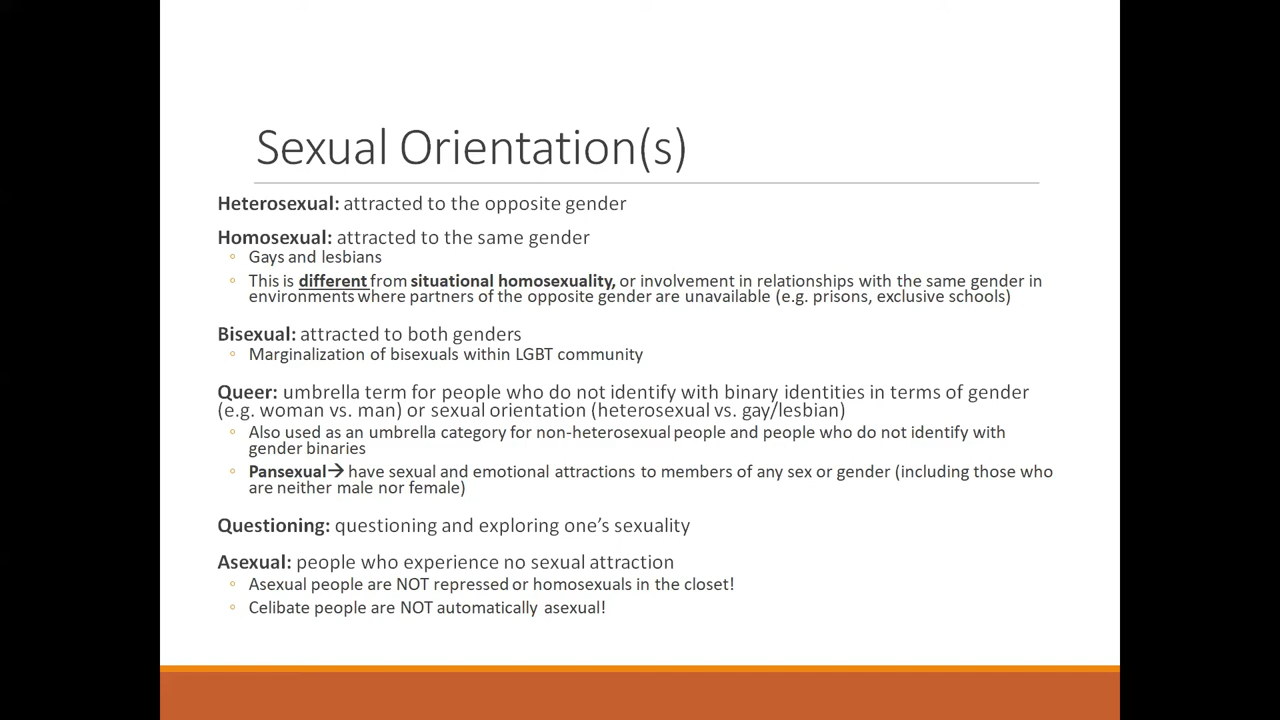 Sexual Orientation(s)
Heterosexual: attracted to the opposite gender
Homosexual: attracted to the same gender
◦ Gays and lesbians
◦ This is different from situational homosexuality, or involvement in relationships with the same gender in
environments where partners of the opposite gender are unavailable (e.g. prisons, exclusive schools)
Bisexual: attracted to both genders
◦ Marginalization of bisexuals within LGBT community
Queer: umbrella term for people who do not identify with binary identities in terms of gender
(e.g. woman vs. man) or sexual orientation (heterosexual vs. gay/lesbian)
◦ Also used as an umbrella category for non-heterosexual people and people who do not identify with
gender binaries
◦ Pansexual→ have sexual and emotional attractions to members of any sex or gender (including those who
are neither male nor female)
Questioning: questioning and exploring one’s sexuality
Asexual: people who experience no sexual attraction
◦ Asexual people are NOT repressed or homosexuals in the closet!
◦ Celibate people are NOT automatically asexual!